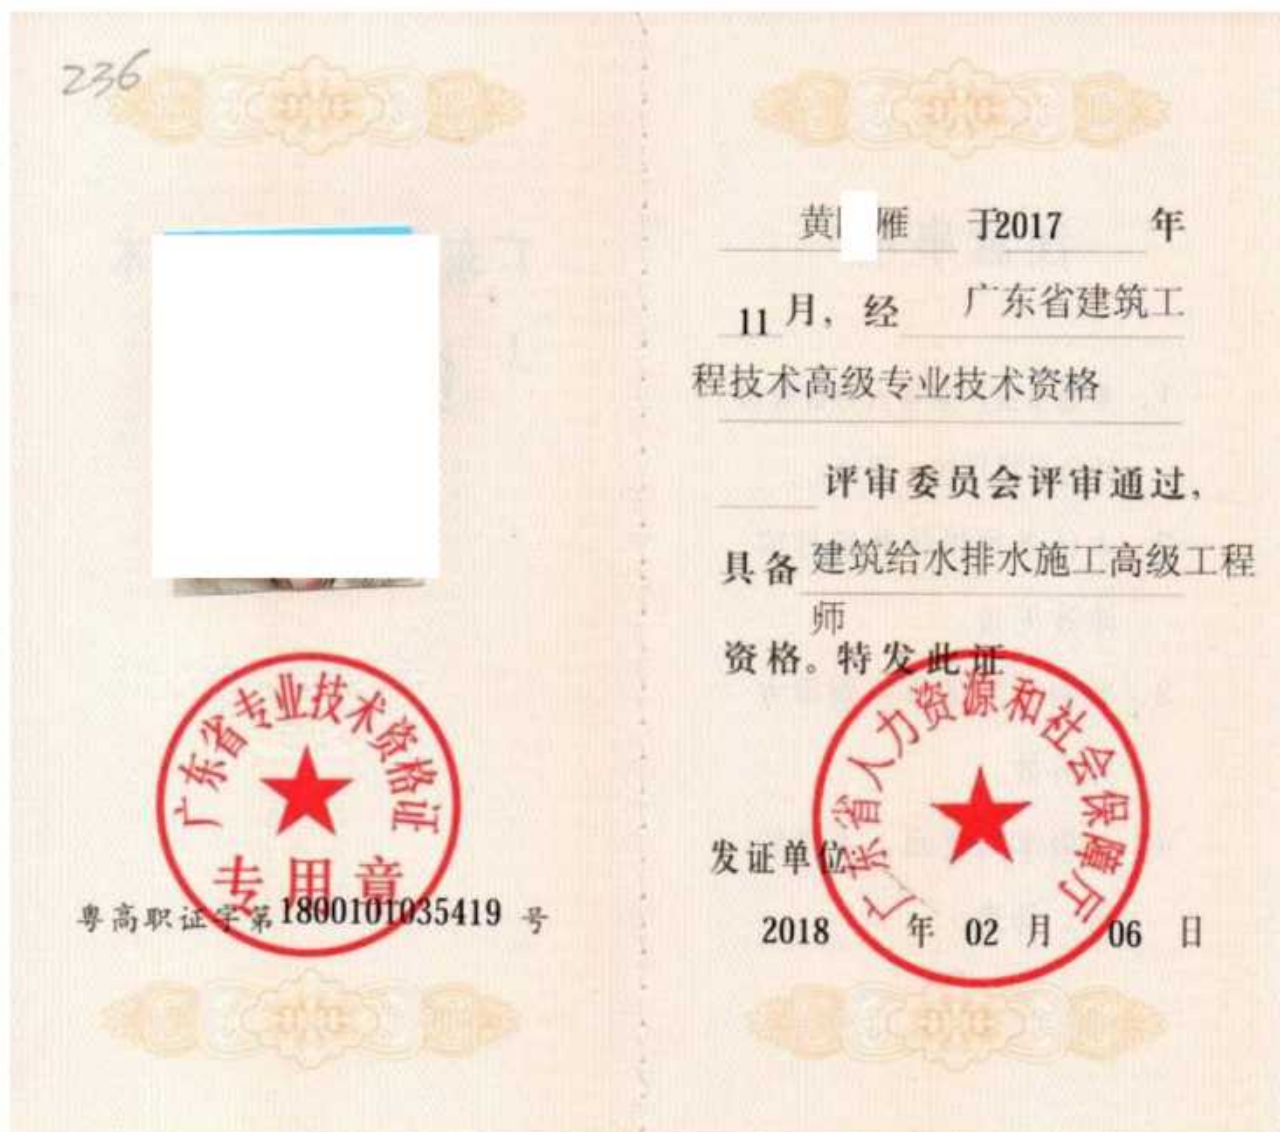 236
广东省专业技术资格证
专用章
粤高职证字第1800101035419号
黄 雁 于2017 年
11月，经 广东省建筑工
程技术高级专业技术资格
评审委员会评审通过，
具备 建筑给水排水施工高级工程
师
资格。特发此证
广东省人力资源和社会保障厅
发证单位
2018 年 02 月 06 日